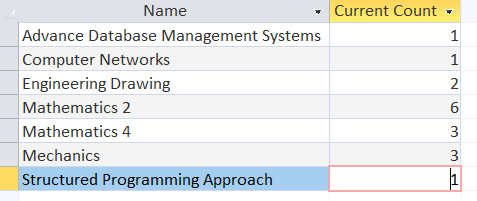 Name Current Count
Advance Database Management Systems 1
Computer Networks 1
Engineering Drawing 2
Mathematics 2 6
Mathematics 4 3
Mechanics 3
Structured Programming Approach 1